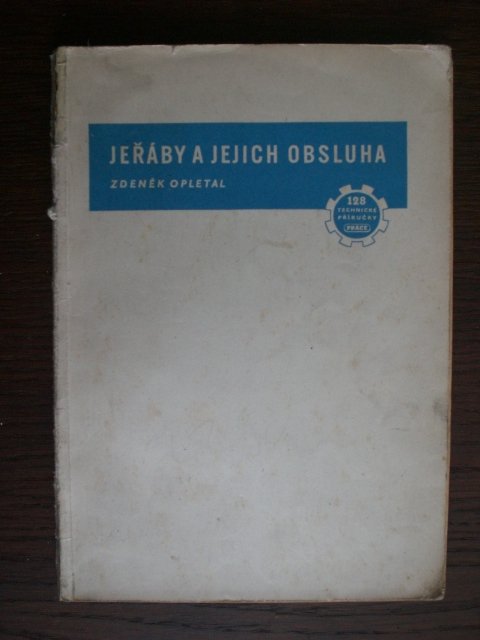 JEŘÁBY A JEJICH OBSLUHA
ZDENĚK OPLETAL
128
TECHNICKÉ
PŘÍRUČKY
PRÁCE